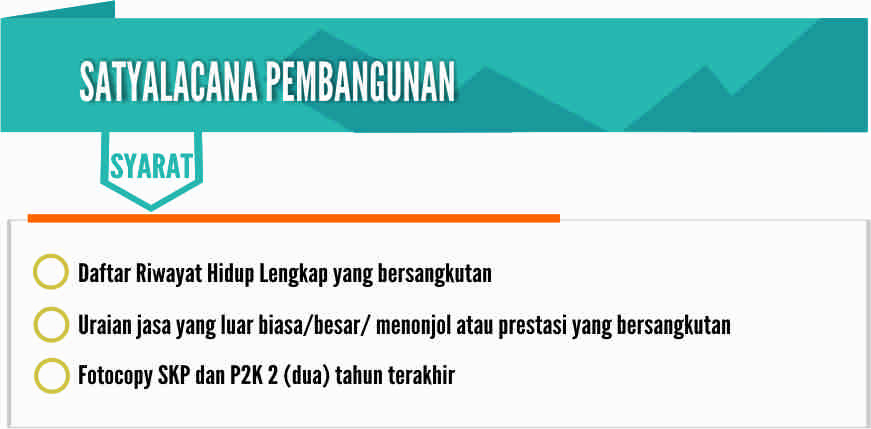 SATYALACANA PEMBANGUNAN
SYARAT
Daftar Riwayat Hidup Lengkap yang bersangkutan
Uraian jasa yang luar biasa/besar/ menonjol atau prestasi yang bersangkutan
Fotocopy SKP dan P2K 2 (dua) tahun terakhir